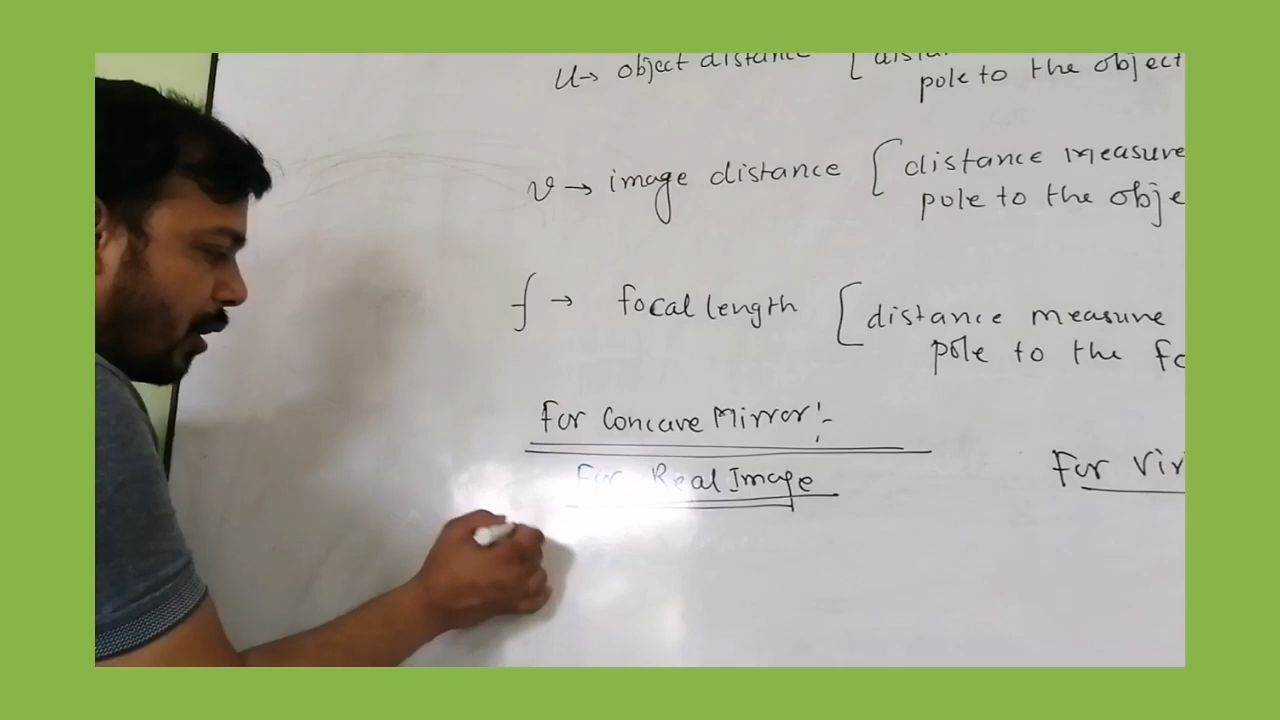 u→ object distance [
pole to the object
v → image distance [ distance measure
pole to the obje
f → focal length [ distance measure
pole to the fo
For Concave Mirror:-
For Real Image
For Vir